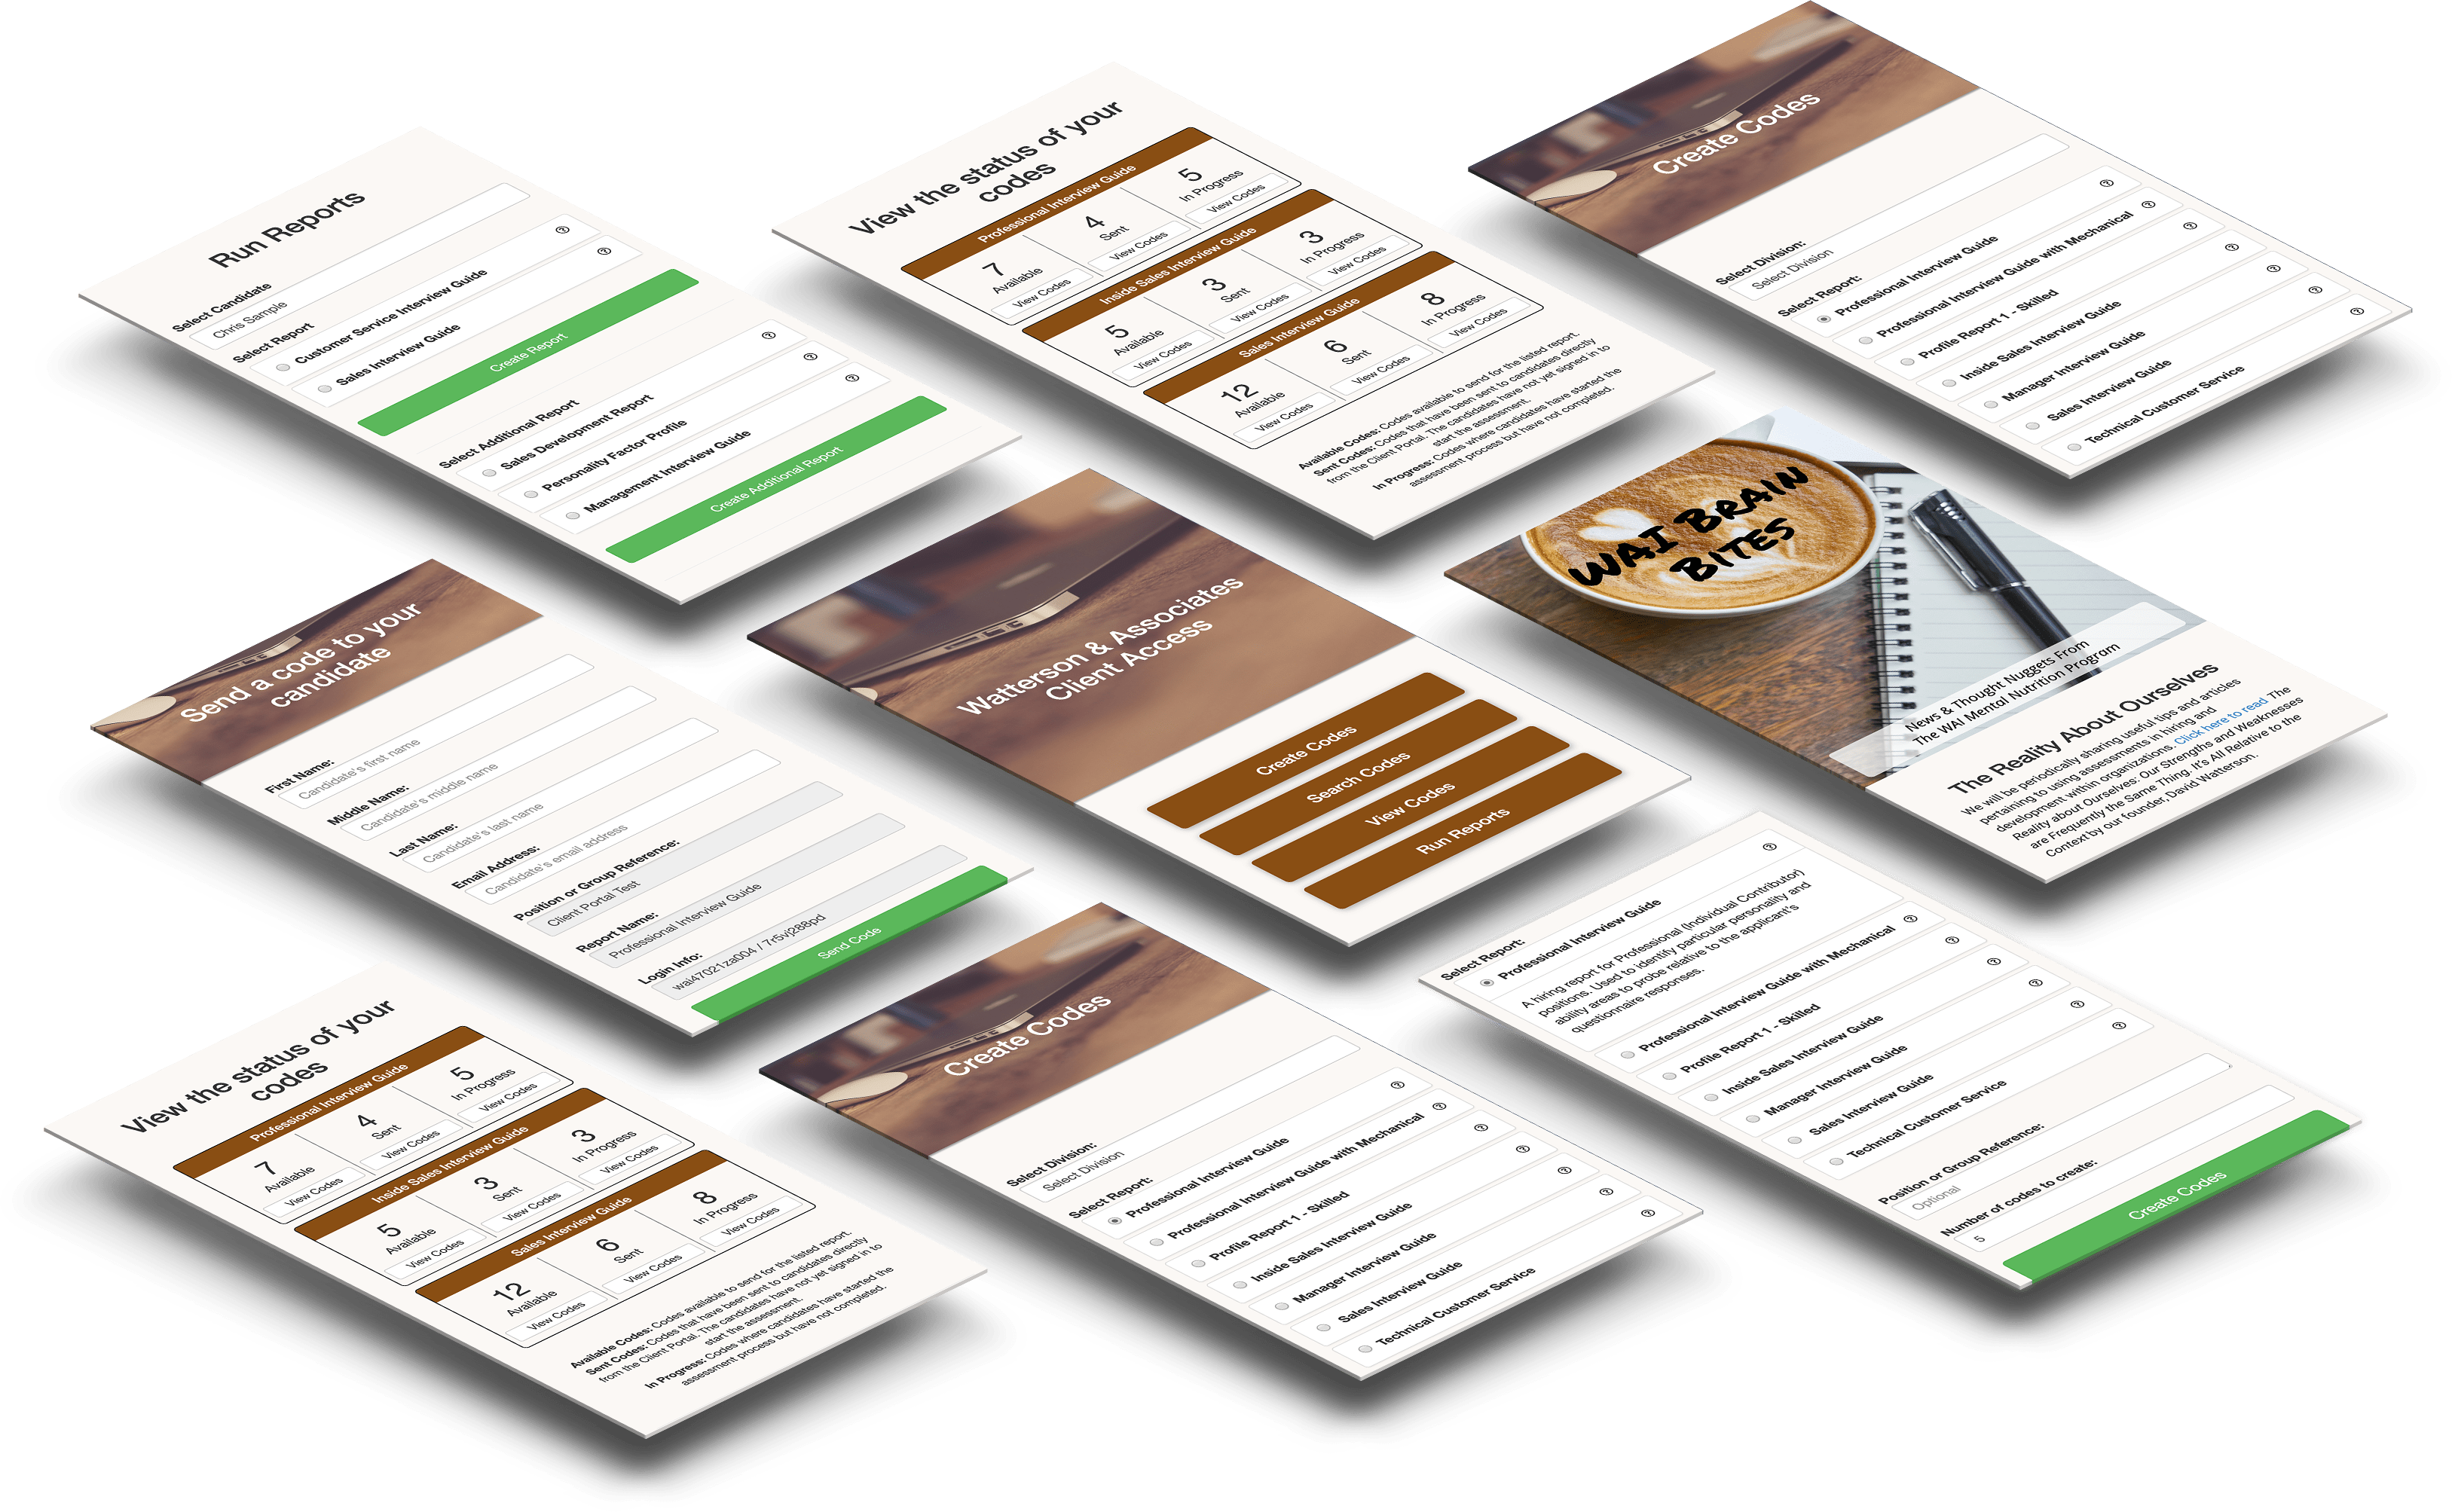 Run Reports
Select Candidate
Chris Sample
Select Report
Customer Service Interview Guide
Sales Interview Guide
Create Report
Select Additional Report
Sales Development Report
Personality Factor Profile
Management Interview Guide
Create Additional Report
View the status of your
codes
Professional Interview Guide
7
Available
View Codes
4
Sent
View Codes
5
In Progress
View Codes
Inside Sales Interview Guide
5
Available
View Codes
3
Sent
View Codes
3
In Progress
View Codes
Sales Interview Guide
12
Available
View Codes
6
Sent
View Codes
8
In Progress
View Codes
Available Codes: Codes available to send for the listed report.
Sent Codes: Codes that have been sent to candidates directly
from the Client Portal. The candidates have not yet signed in to
start the assessment.
In Progress: Codes where candidates have started the
assessment process but have not completed.
Create Codes
Select Division:
Select Division
Select Report:
Professional Interview Guide
Professional Interview Guide with Mechanical
Profile Report 1 - Skilled
Inside Sales Interview Guide
Manager Interview Guide
Sales Interview Guide
Technical Customer Service
Send a code to your
candidate
First Name:
Candidate's first name
Middle Name:
Candidate's middle name
Last Name:
Candidate's last name
Email Address:
Candidate's email address
Position or Group Reference:
Client Portal Test
Report Name:
Professional Interview Guide
Login Info:
wai47021za004 / 7r5vj288pd
Send Code
Watterson & Associates
Client Access
Create Codes
Search Codes
View Codes
Run Reports
WAI BRAIN
BITES
News & Thought Nuggets From
The WAI Mental Nutrition Program
The Reality About Ourselves
We will be periodically sharing useful tips and articles
pertaining to using assessments in hiring and
development within organizations. Click here to read The
Reality about Ourselves: Our Strengths and Weaknesses
are Frequently the Same Thing. It's All Relative to the
Context by our founder, David Watterson.
View the status of your
codes
Professional Interview Guide
7
Available
View Codes
4
Sent
View Codes
5
In Progress
View Codes
Inside Sales Interview Guide
5
Available
View Codes
3
Sent
View Codes
3
In Progress
View Codes
Sales Interview Guide
12
Available
View Codes
6
Sent
View Codes
8
In Progress
View Codes
Available Codes: Codes available to send for the listed report.
Sent Codes: Codes that have been sent to candidates directly
from the Client Portal. The candidates have not yet signed in to
start the assessment.
In Progress: Codes where candidates have started the
assessment process but have not completed.
Create Codes
Select Division:
Select Division
Select Report:
Professional Interview Guide
Professional Interview Guide with Mechanical
Profile Report 1 - Skilled
Inside Sales Interview Guide
Manager Interview Guide
Sales Interview Guide
Technical Customer Service
Select Report:
Professional Interview Guide
A hiring report for Professional (Individual Contributor)
positions. Used to identify particular personality and
ability areas to probe relative to the applicant's
questionnaire responses.
Professional Interview Guide with Mechanical
Profile Report 1 - Skilled
Inside Sales Interview Guide
Manager Interview Guide
Sales Interview Guide
Technical Customer Service
Position or Group Reference:
Optional
Number of codes to create:
5
Create Codes